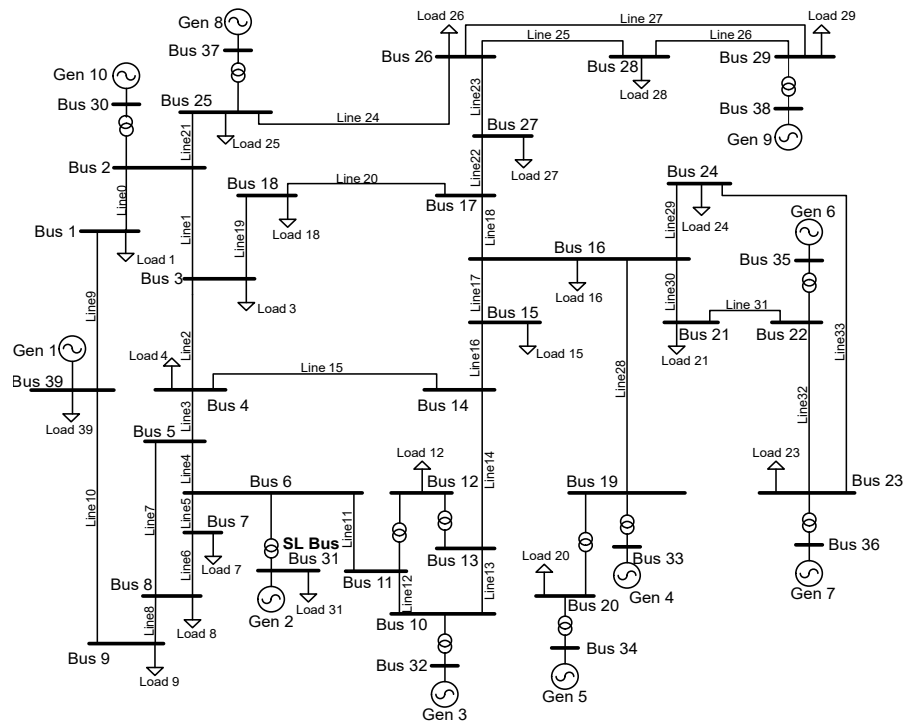 Load 26
Line 27
Load 29
Gen 8
Bus 37
Line 25
Line 26
Bus 26
Bus 28
Bus 29
Gen 10
Bus 30
Load 28
Bus 25
Line23
Bus 38
Line 24
Gen 9
Line21
Load 25
Bus 27
Line22
Load 27
Bus 2
Bus 24
Bus 18
Line 20
Line0
Bus 17
Line29
Load 24
Gen 6
Line1
Line19
Load 18
Line18
Bus 1
Bus 16
Bus 35
Load 1
Line9
Bus 3
Load 3
Line17
Load 16
Line30
Line 31
Line33
Bus 15
Bus 21
Bus 22
Gen 1
Line2
Load 4
Line 15
Line16
Load 15
Load 21
Line28
Bus 39
Bus 4
Bus 14
Load 39
Line3
Line32
Bus 5
Line4
Load 12
Line14
Load 23
Bus 6
Bus 12
Bus 19
Bus 23
Line10
Line7
Line5
Line11
Bus 7
SL Bus
Bus 31
Bus 13
Load 20
Bus 33
Bus 36
Line6
Load 7
Bus 11
Line12
Line13
Bus 8
Load 31
Bus 20
Gen 4
Gen 7
Line8
Load 8
Gen 2
Bus 10
Bus 9
Load 9
Bus 32
Bus 34
Gen 3
Gen 5